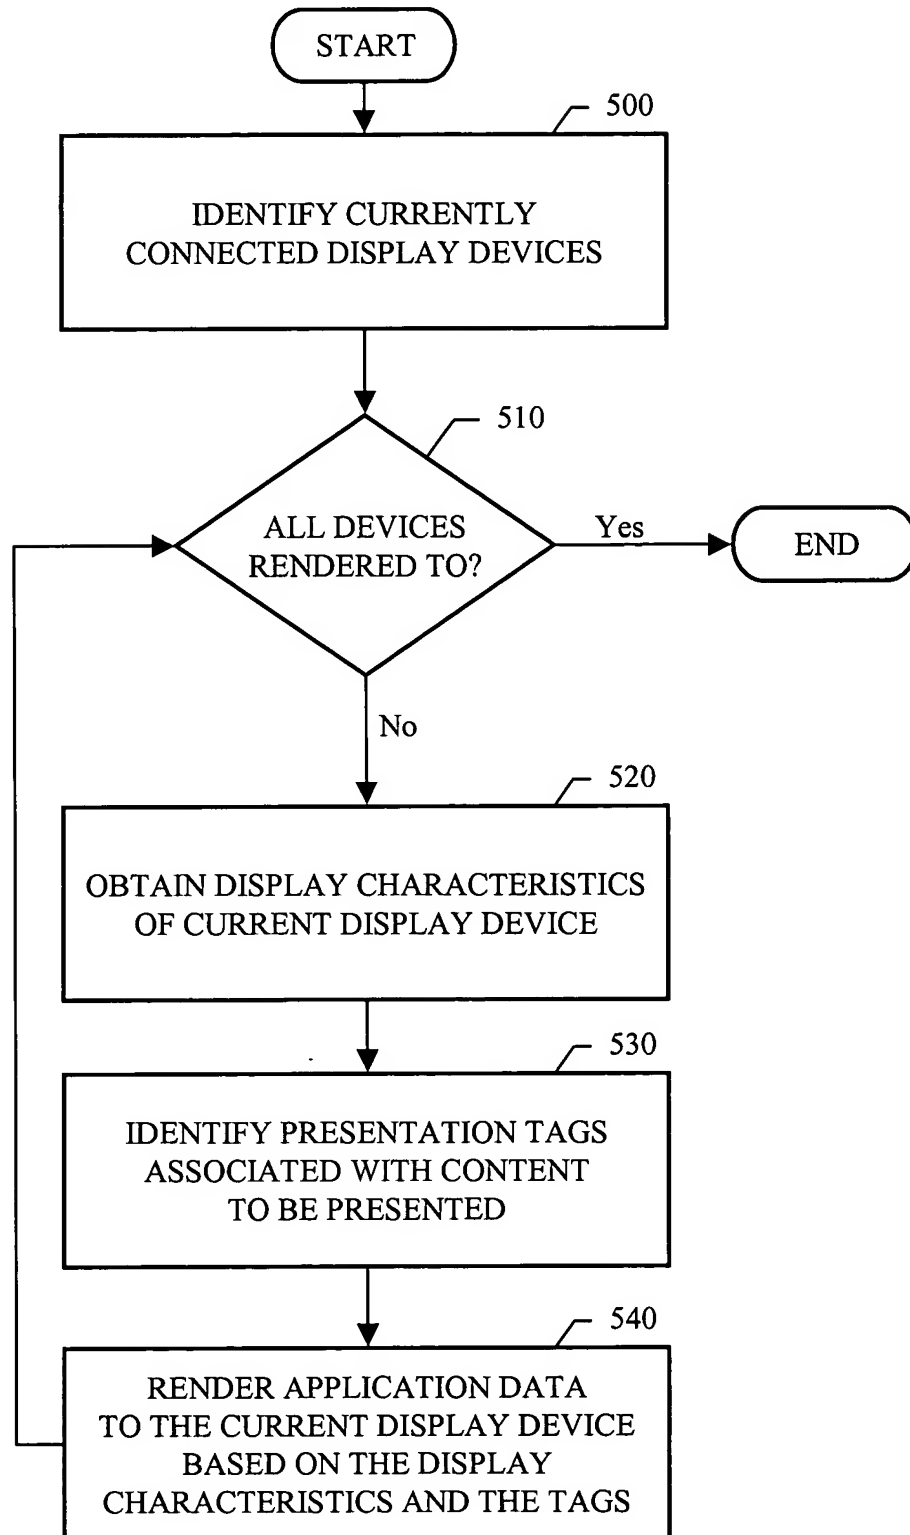 START
500
IDENTIFY CURRENTLY
CONNECTED DISPLAY DEVICES
510
ALL DEVICES
RENDERED TO?
Yes
END
No
520
OBTAIN DISPLAY CHARACTERISTICS
OF CURRENT DISPLAY DEVICE
530
IDENTIFY PRESENTATION TAGS
ASSOCIATED WITH CONTENT
TO BE PRESENTED
540
RENDER APPLICATION DATA
TO THE CURRENT DISPLAY DEVICE
BASED ON THE DISPLAY
CHARACTERISTICS AND THE TAGS